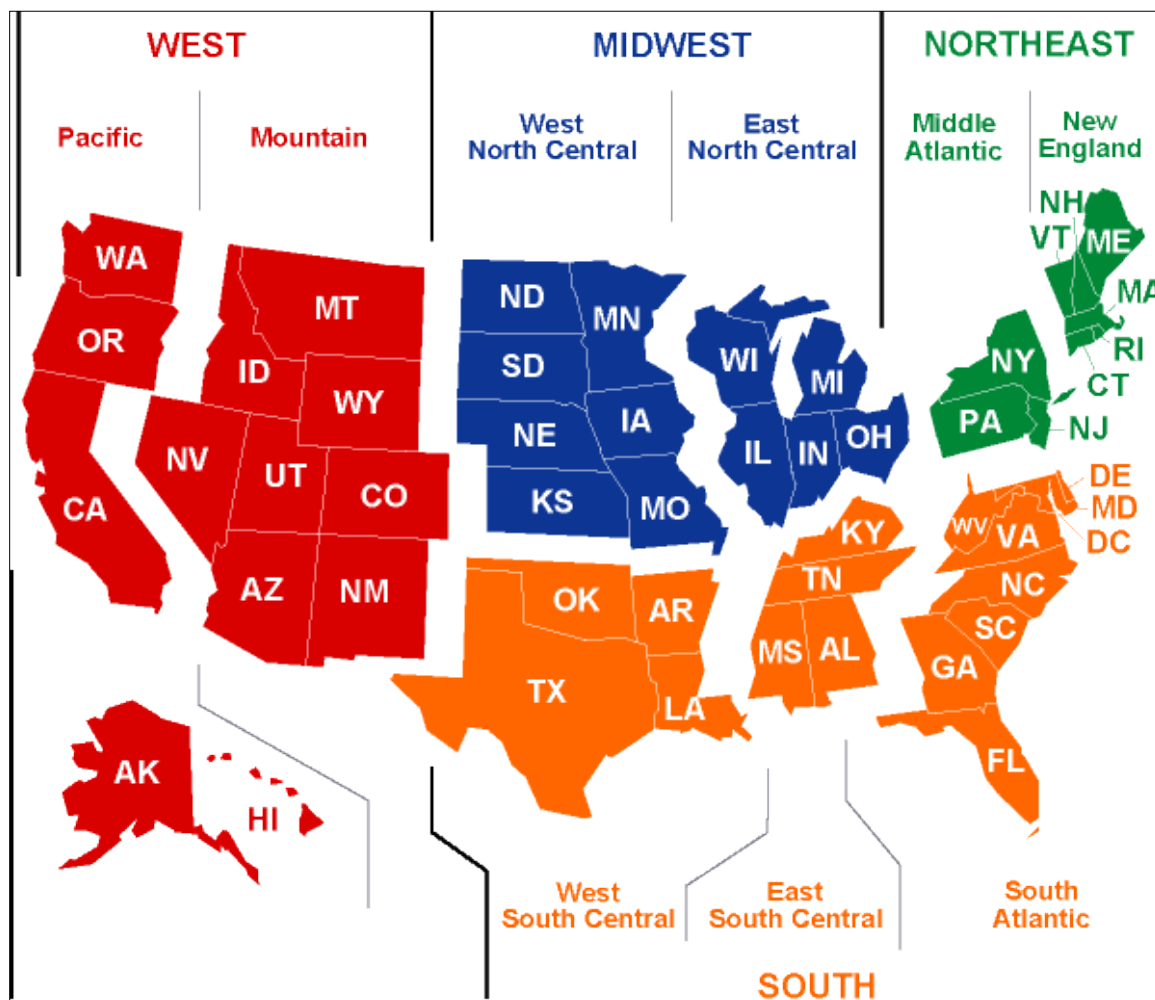 WEST
MIDWEST
NORTHEAST
Pacific
Mountain
West
North Central
East
North Central
Middle
Atlantic
New
England
NH
VT
ME
MA
RI
CT
WA
OR
CA
MT
ID
WY
NV
UT
CO
AZ
NM
ND
MN
SD
NE
IA
KS
MO
WI
MI
IL
IN
OH
NY
PA
NJ
DE
MD
DC
WV
VA
KY
TN
NC
SC
OK
AR
TX
LA
MS
AL
GA
FL
AK
HI
West
South Central
East
South Central
South
Atlantic
SOUTH